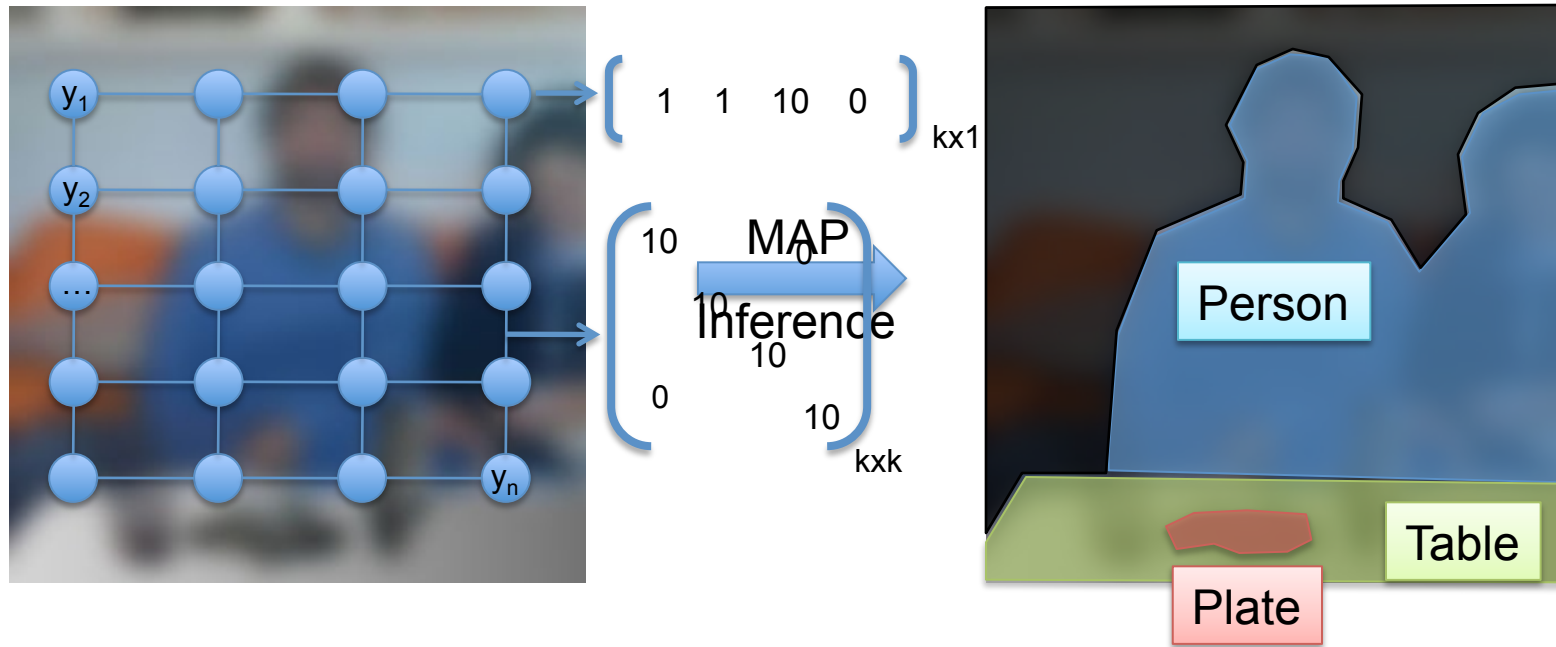 y1
1 1 10 0
kx1
y2
10
MAP
0
...
10
Inference
10
0
10
yn
kxk
Person
Table
Plate